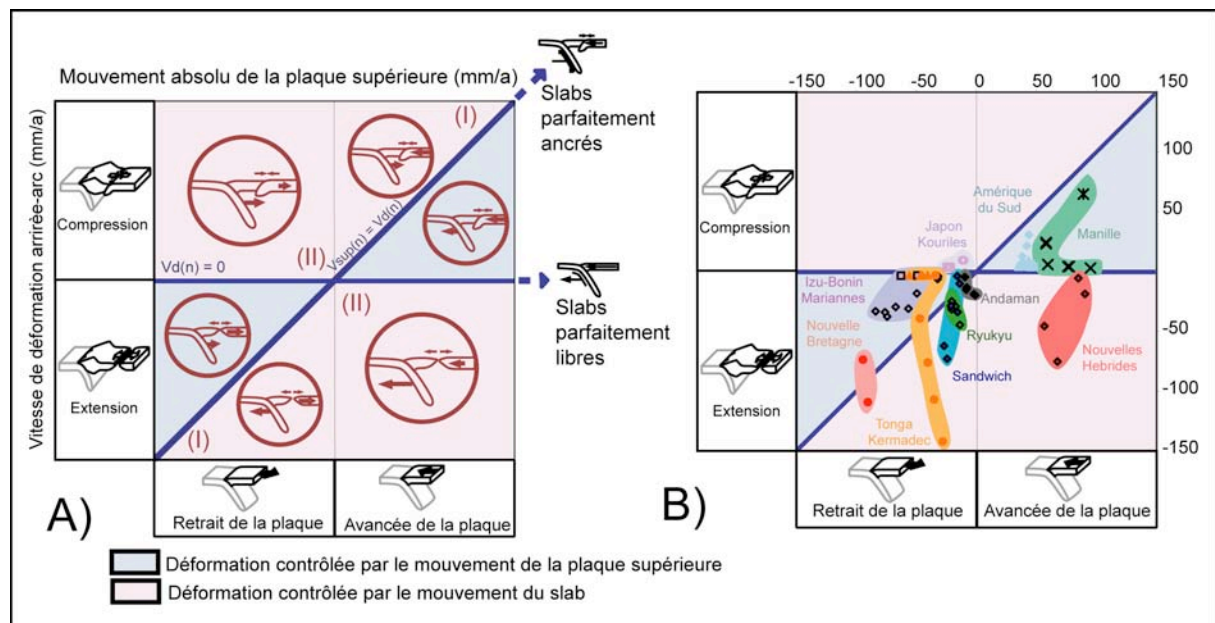 Mouvement absolu de la plaque supérieure (mm/a)
Vitesse de déformation arrière-arc (mm/a)
Compression
Extension
(I)
(II)
Vd(n) = 0
Vsup(n) = Vd(n)
(II)
(I)
Slabs
parfaitement
ancrés
Slabs
parfaitement
libres
A)
Retrait de la plaque
Avancée de la plaque
-150
-100
-50
0
50
100
150
100
50
-50
-100
-150
Compression
Extension
Amérique
du Sud
Japon
Kouriles
Manille
Izu-Bonin
Mariannes
Andaman
Nouvelle
Bretagne
Ryukyu
Sandwich
Nouvelles
Hebrides
Tonga
Kermadec
B)
Retrait de la plaque
Avancée de la plaque
Déformation contrôlée par le mouvement de la plaque supérieure
Déformation contrôlée par le mouvement du slab